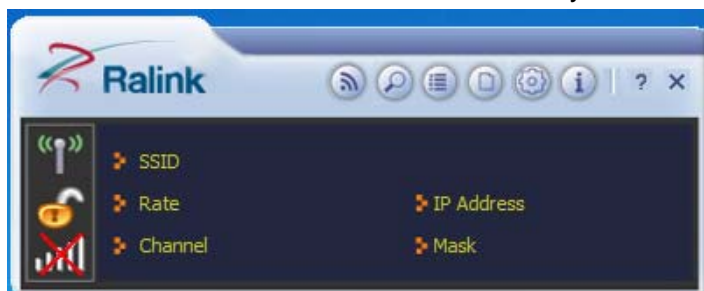 Ralink ? ×
SSID
Rate IP Address
Channel Mask